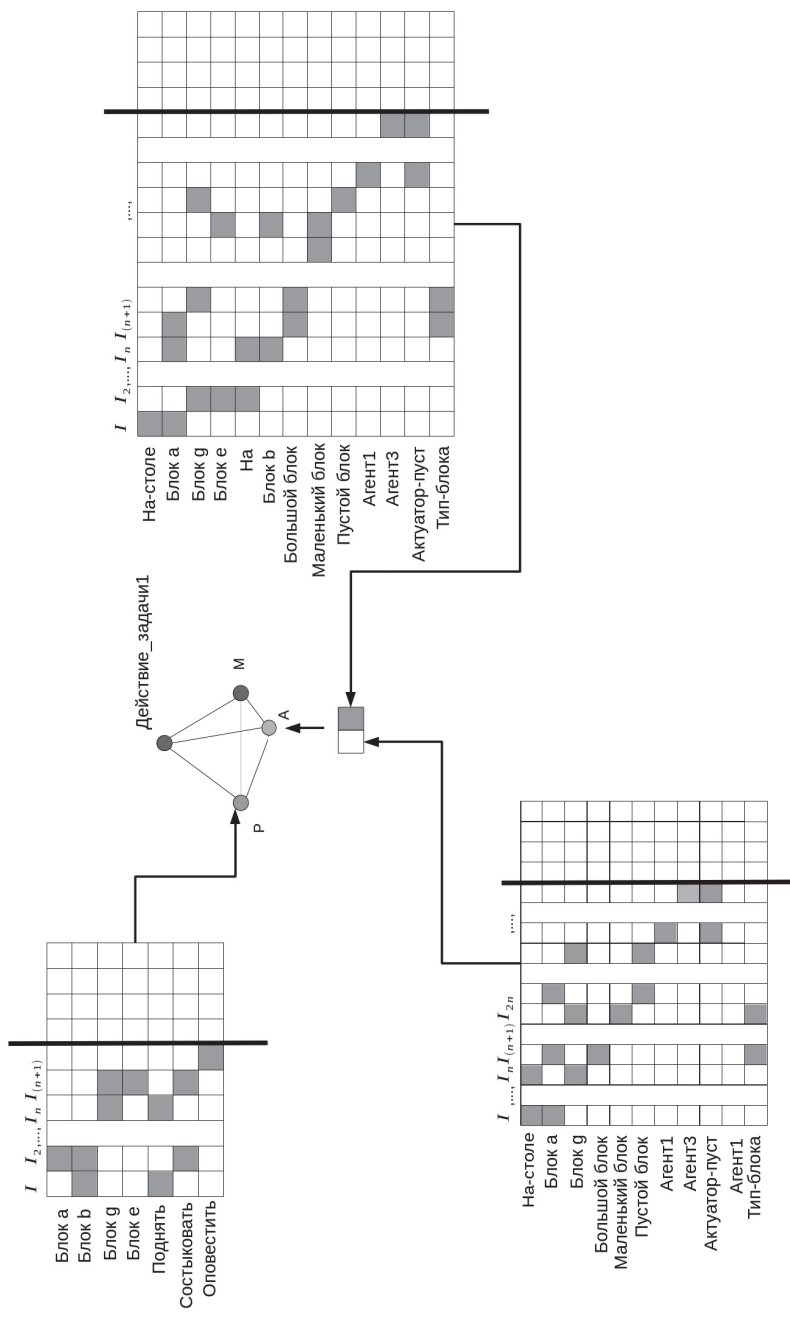 I I₂,..., Iₙ I₍ₙ₊₁₎ ,...,
На-столе
Блок a
Блок g
Блок e
На
Блок b
Большой блок
Маленький блок
Пустой блок
Агент1
Агент3
Актуатор-пуст
Тип-блока
Действие_задачи1
M
A
P
I I₂,..., Iₙ I₍ₙ₊₁₎
Блок a
Блок b
Блок g
Блок e
Поднять
Состыковать
Оповестить
I ,..., Iₙ I₍ₙ₊₁₎ I₂ₙ ,...,
На-столе
Блок a
Блок g
Большой блок
Маленький блок
Пустой блок
Агент1
Агент3
Актуатор-пуст
Агент1
Тип-блока